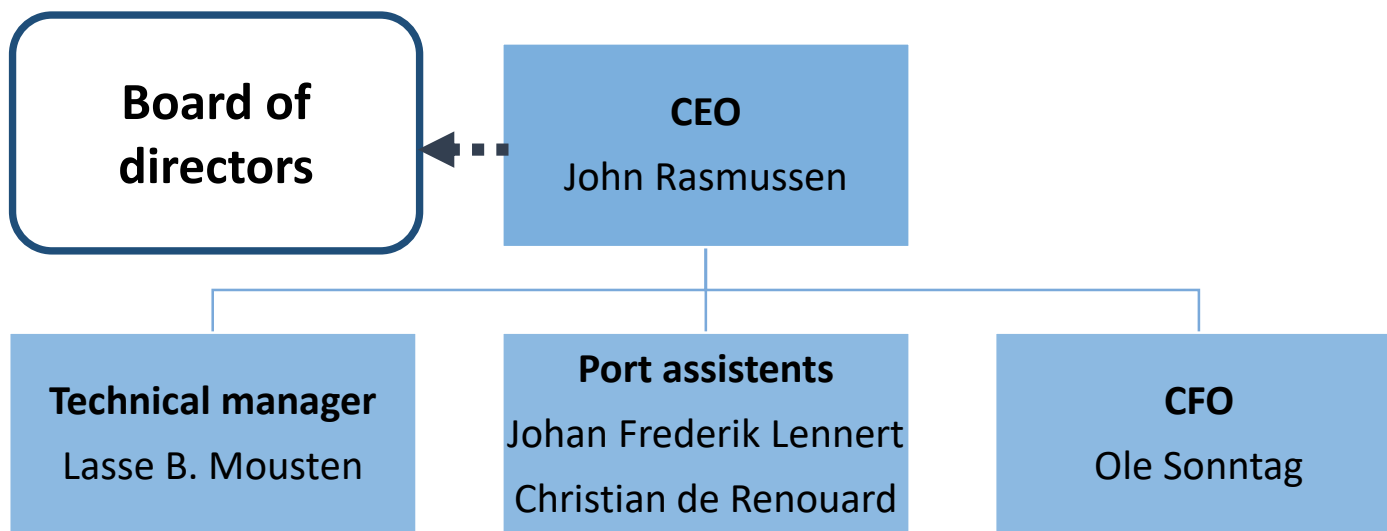 Board of
directors
CEO
John Rasmussen
Technical manager
Lasse B. Mousten
Port assistents
Johan Frederik Lennert
Christian de Renouard
CFO
Ole Sonntag